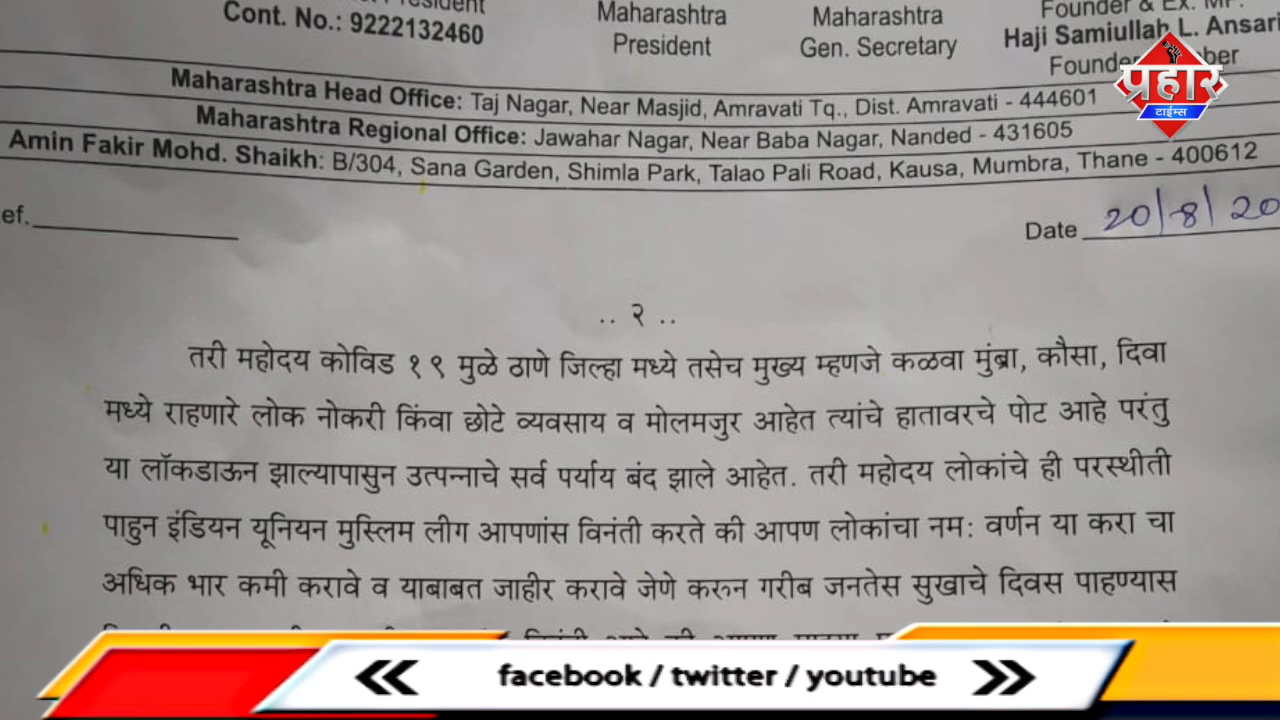 President
Cont. No.: 9222132460
Maharashtra
President
Maharashtra
Gen. Secretary
Founder & Ex. MP.
Haji Samiullah L. Ansari
प्रहार
टाईम्स
Maharashtra Head Office: Taj Nagar, Near Masjid, Amravati Tq., Dist. Amravati - 444601
Maharashtra Regional Office: Jawahar Nagar, Near Baba Nagar, Nanded - 431605
Amin Fakir Mohd. Shaikh: B/304, Sana Garden, Shimla Park, Talao Pali Road, Kausa, Mumbra, Thane - 400612
ef.
Date 20/8/20
.. २ ..
तरी महोदय कोविड १९ मुळे ठाणे जिल्हा मध्ये तसेच मुख्य म्हणजे कळवा मुंब्रा, कौसा, दिवा
मध्ये राहणारे लोक नोकरी किंवा छोटे व्यवसाय व मोलमजुर आहेत त्यांचे हातावरचे पोट आहे परंतु
या लॉकडाऊन झाल्यापासुन उत्पन्नाचे सर्व पर्याय बंद झाले आहेत. तरी महोदय लोकांचे ही परस्थीती
पाहुन इंडियन यूनियन मुस्लिम लीग आपणांस विनंती करते की आपण लोकांचा नम: वर्णन या करा चा
अधिक भार कमी करावे व याबाबत जाहीर करावे जेणे करुन गरीब जनतेस सुखाचे दिवस पाहण्यास
facebook / twitter / youtube